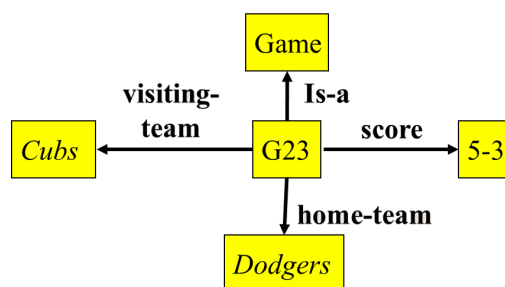 Game
visiting-
team
Is-a
Cubs
G23
score
5-3
home-team
Dodgers